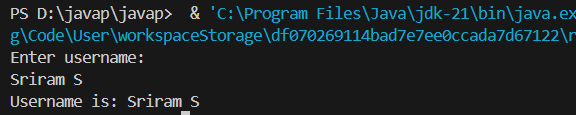 PS D:\javap\javap>  & 'C:\Program Files\Java\jdk-21\bin\java.ex
g\Code\User\workspaceStorage\df070269114bad7e7ee0ccada7d67122\r
Enter username:
Sriram S
Username is: Sriram S